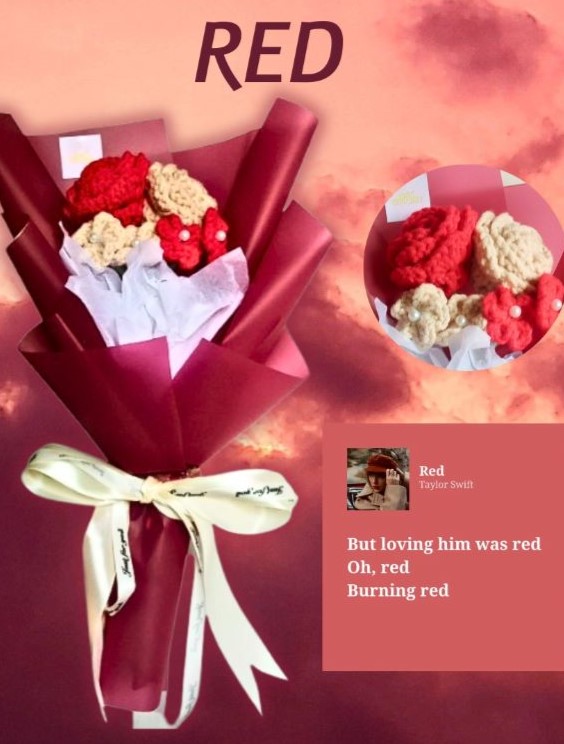 RED
Red
Taylor Swift
But loving him was red
Oh, red
Burning red